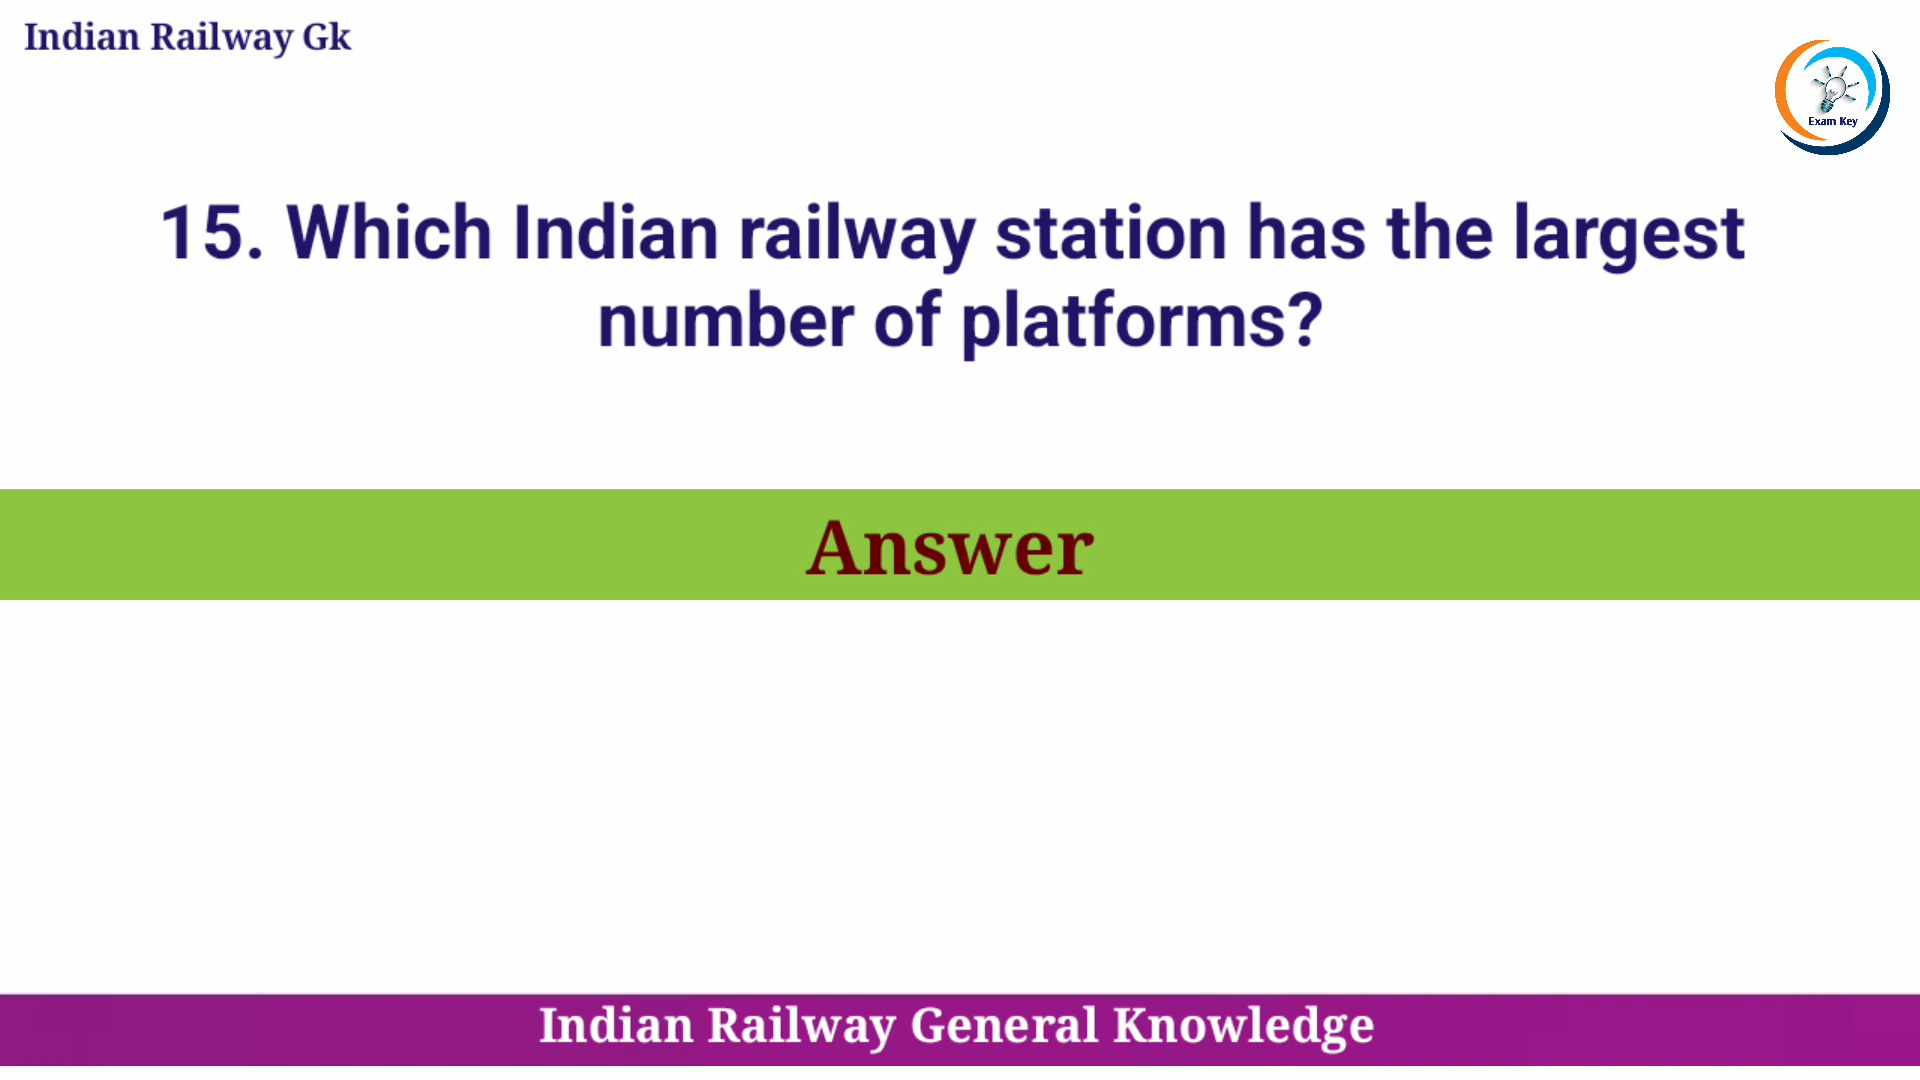 Indian Railway Gk
Exam Key
15. Which Indian railway station has the largest
number of platforms?
Answer
Indian Railway General Knowledge